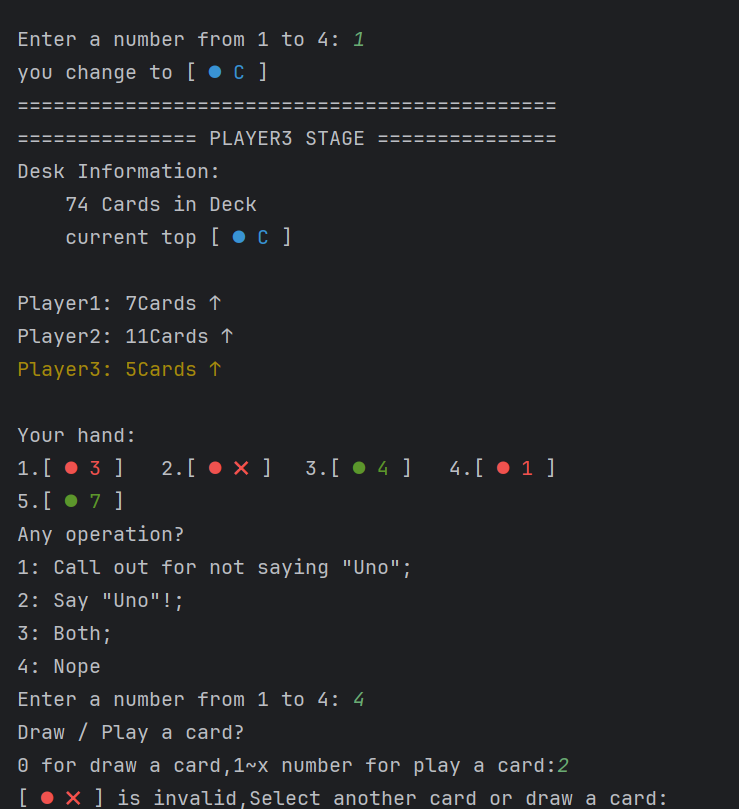 Enter a number from 1 to 4: 1
you change to [ ● C ]
=============================================
=============== PLAYER3 STAGE ===============
Desk Information:
    74 Cards in Deck
    current top [ ● C ]
Player1: 7Cards ↑
Player2: 11Cards ↑
Player3: 5Cards ↑
Your hand:
1.[ ● 3 ]   2.[ ● ✕ ]   3.[ ● 4 ]   4.[ ● 1 ]
5.[ ● 7 ]
Any operation?
1: Call out for not saying "Uno";
2: Say "Uno"!;
3: Both;
4: Nope
Enter a number from 1 to 4: 4
Draw / Play a card?
0 for draw a card,1~x number for play a card:2
[ ● ✕ ] is invalid,Select another card or draw a card: